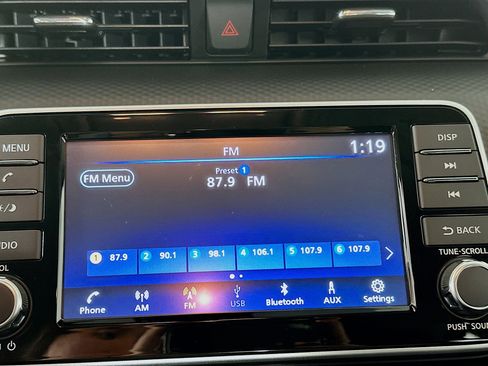 MENU
DISP
FM
1:19
FM Menu
Preset 1
87.9 FM
BACK
AUDIO
1 87.9 2 90.1 3 98.1 4 106.1 5 107.9 6 107.9
TUNE-SCROLL
Phone AM FM USB Bluetooth AUX Settings